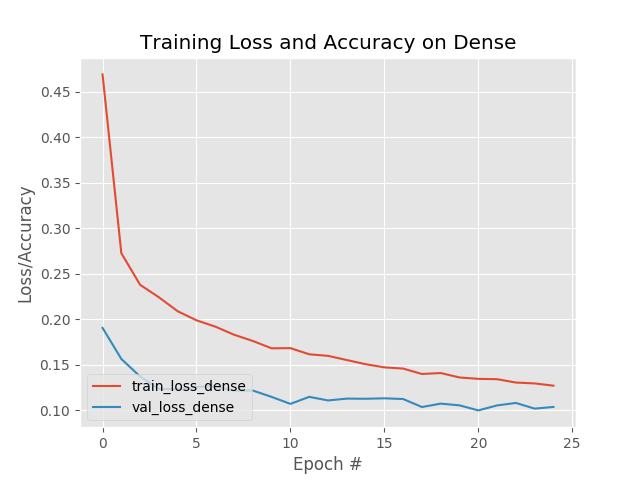 Training Loss and Accuracy on Dense
Loss/Accuracy
0.45
0.40
0.35
0.30
0.25
0.20
0.15
0.10
train_loss_dense
val_loss_dense
0 5 10 15 20 25
Epoch #